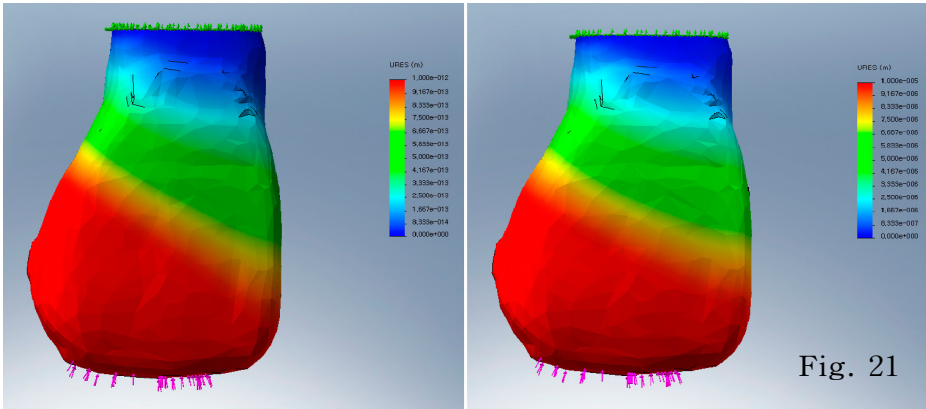 URES (m)
1,000e-012
9,167e-013
8,333e-013
7,500e-013
6,667e-013
5,833e-013
5,000e-013
4,167e-013
3,333e-013
2,500e-013
1,667e-013
8,333e-014
0,000e+000
URES (m)
1,000e-005
9,167e-006
8,333e-006
7,500e-006
6,667e-006
5,833e-006
5,000e-006
4,167e-006
3,333e-006
2,500e-006
1,667e-006
8,333e-007
0,000e+000
Fig. 21